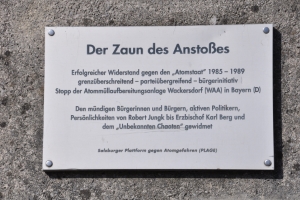 Der Zaun des Anstoßes
Erfolgreicher Widerstand gegen den „Atomstaat" 1985 – 1989
grenzüberschreitend – parteiübergreifend – bürgerinitiativ
Stopp der Atommüllaufbereitungsanlage Wackersdorf (WAA) in Bayern (D)
Den mündigen Bürgerinnen und Bürgern, aktiven Politikern,
Persönlichkeiten von Robert Jungk bis Erzbischof Karl Berg und
dem „Unbekannten Chaoten" gewidmet
Salzburger Plattform gegen Atomgefahren (PLAGE)